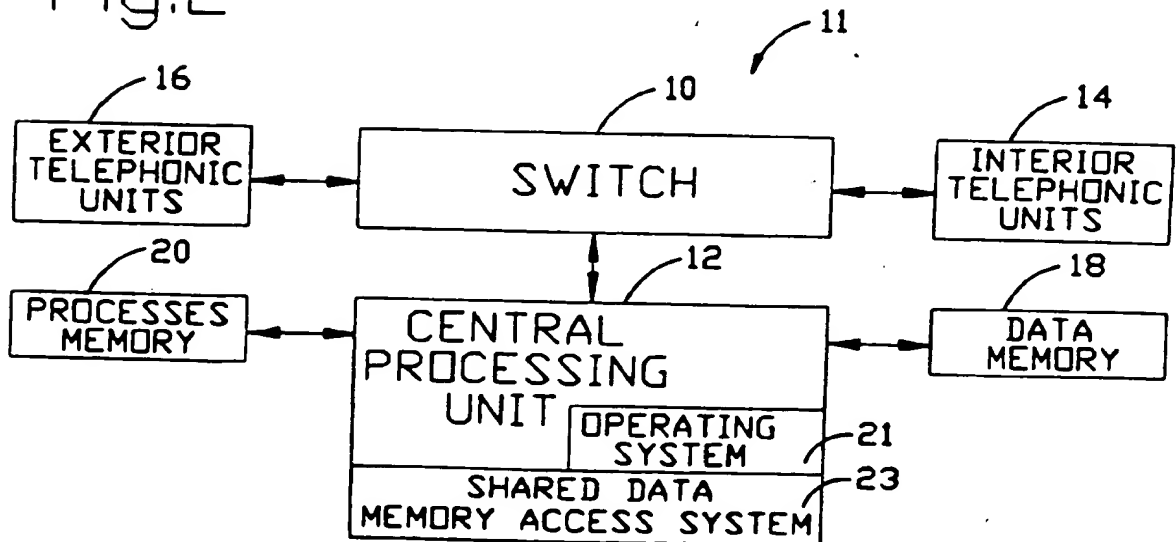 Fig.2
11
16
10
14
EXTERIOR
TELEPHONIC
UNITS
SWITCH
INTERIOR
TELEPHONIC
UNITS
20
12
18
PROCESSES
MEMORY
CENTRAL
PROCESSING
UNIT
DATA
MEMORY
OPERATING
SYSTEM
21
SHARED DATA
MEMORY ACCESS SYSTEM
23